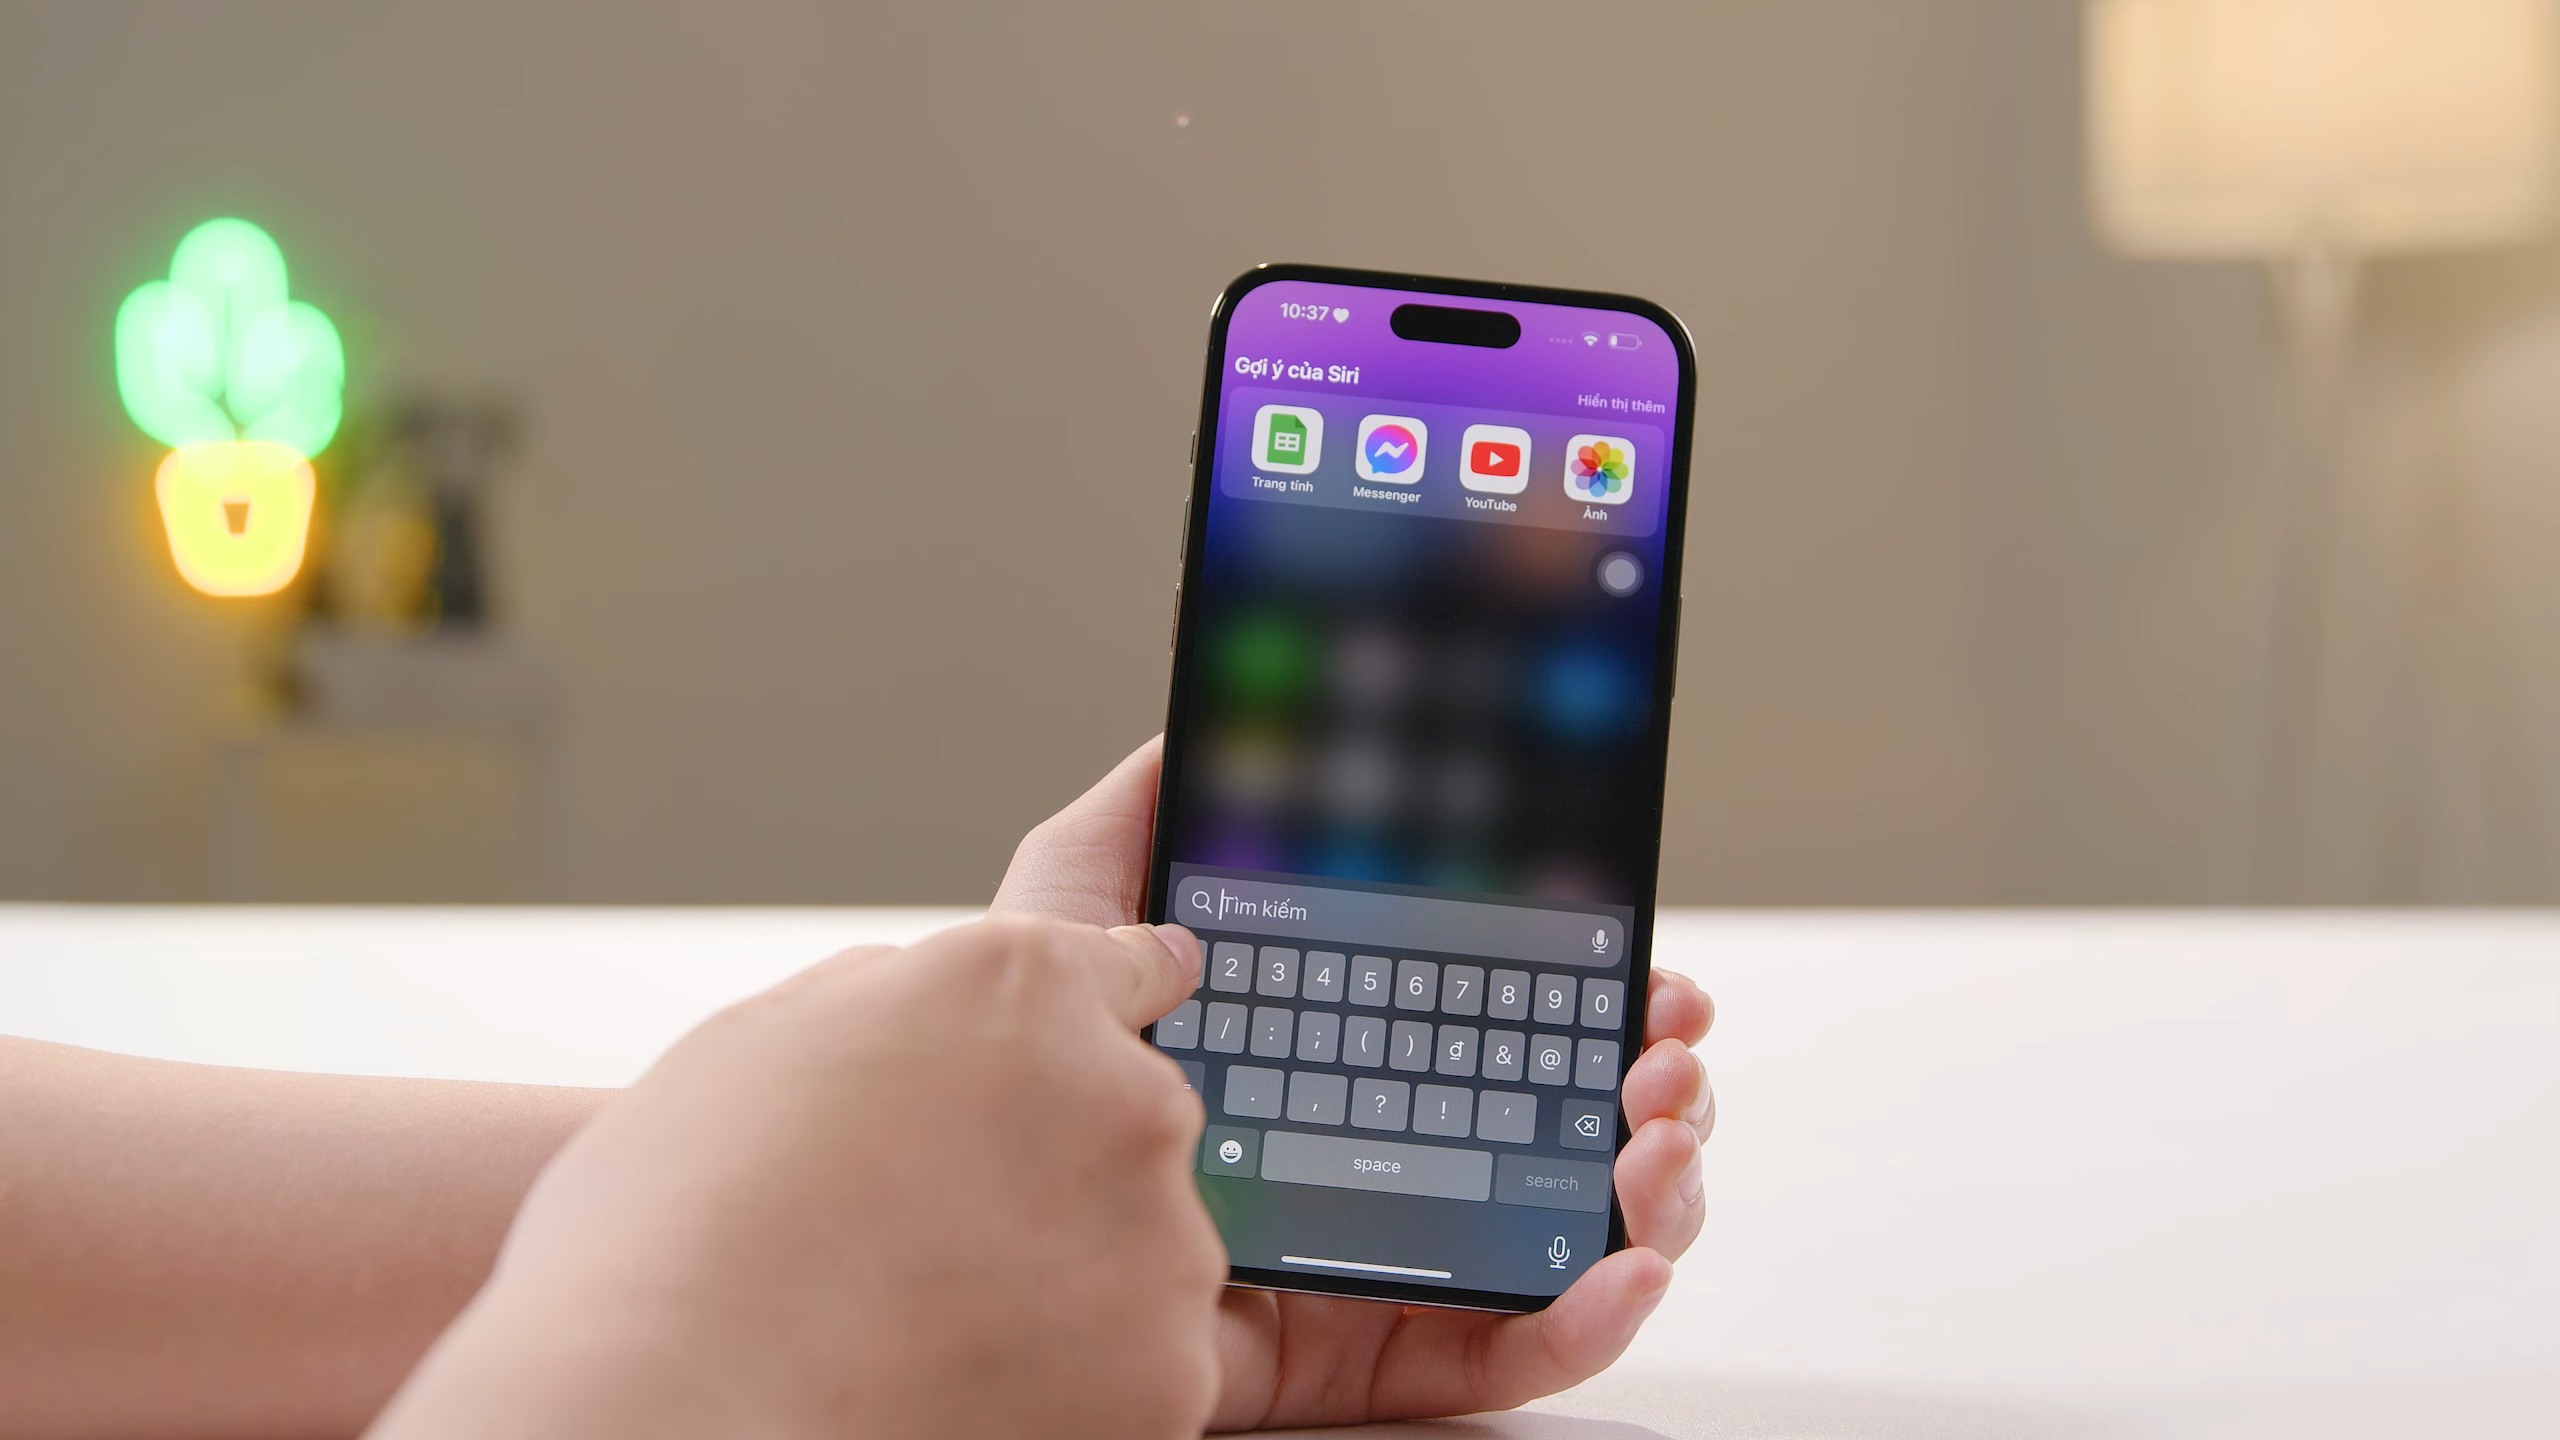 10:37
Gợi ý của Siri
Hiển thị thêm
Trang tính
Messenger
YouTube
Ảnh
Tìm kiếm
2 3 4 5 6 7 8 9 0
- / : ; ( ) ₫ & @ "
. , ? ! '
space
search